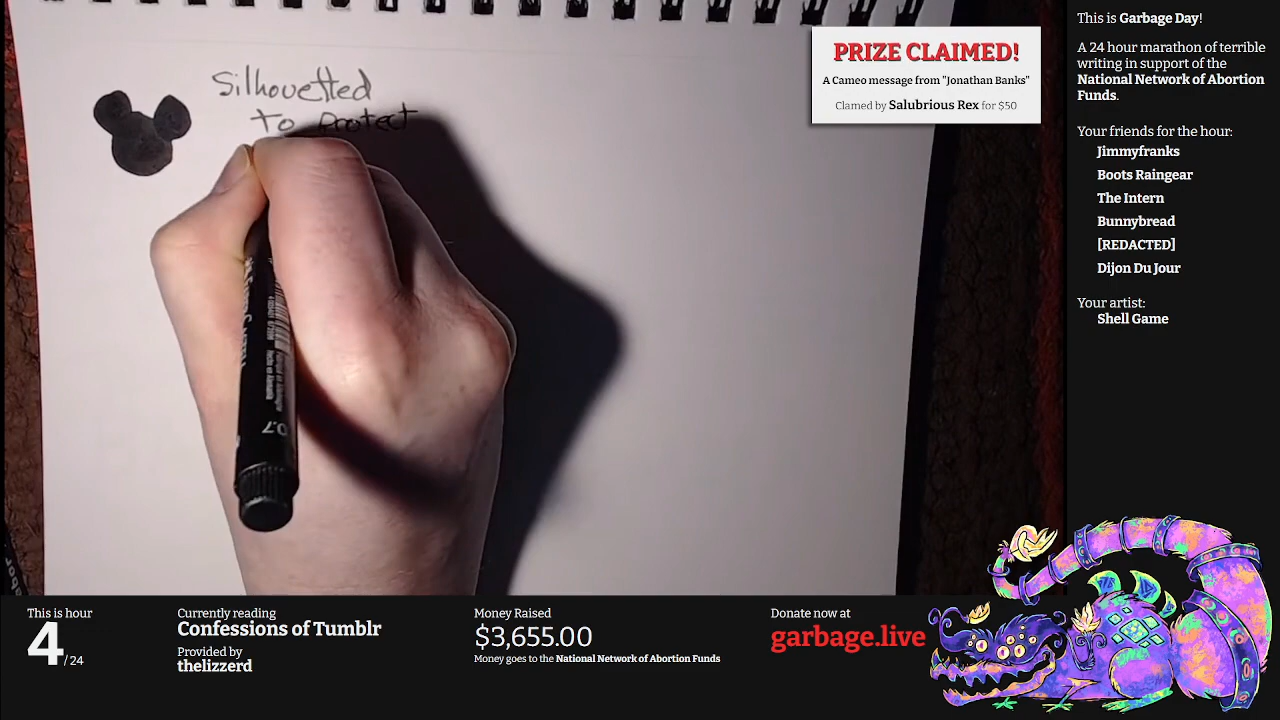 Silhouetted
to Protect
0.7
PRIZE CLAIMED!
A Cameo message from "Jonathan Banks"
Clamed by Salubrious Rex for $50
This is Garbage Day!
A 24 hour marathon of terrible
writing in support of the
National Network of Abortion
Funds.
Your friends for the hour:
Jimmyfranks
Boots Raingear
The Intern
Bunnybread
[REDACTED]
Dijon Du Jour
Your artist:
Shell Game
This is hour
4 / 24
Currently reading
Confessions of Tumblr
Provided by
thelizzerd
Money Raised
$3,655.00
Money goes to the National Network of Abortion Funds
Donate now at
garbage.live